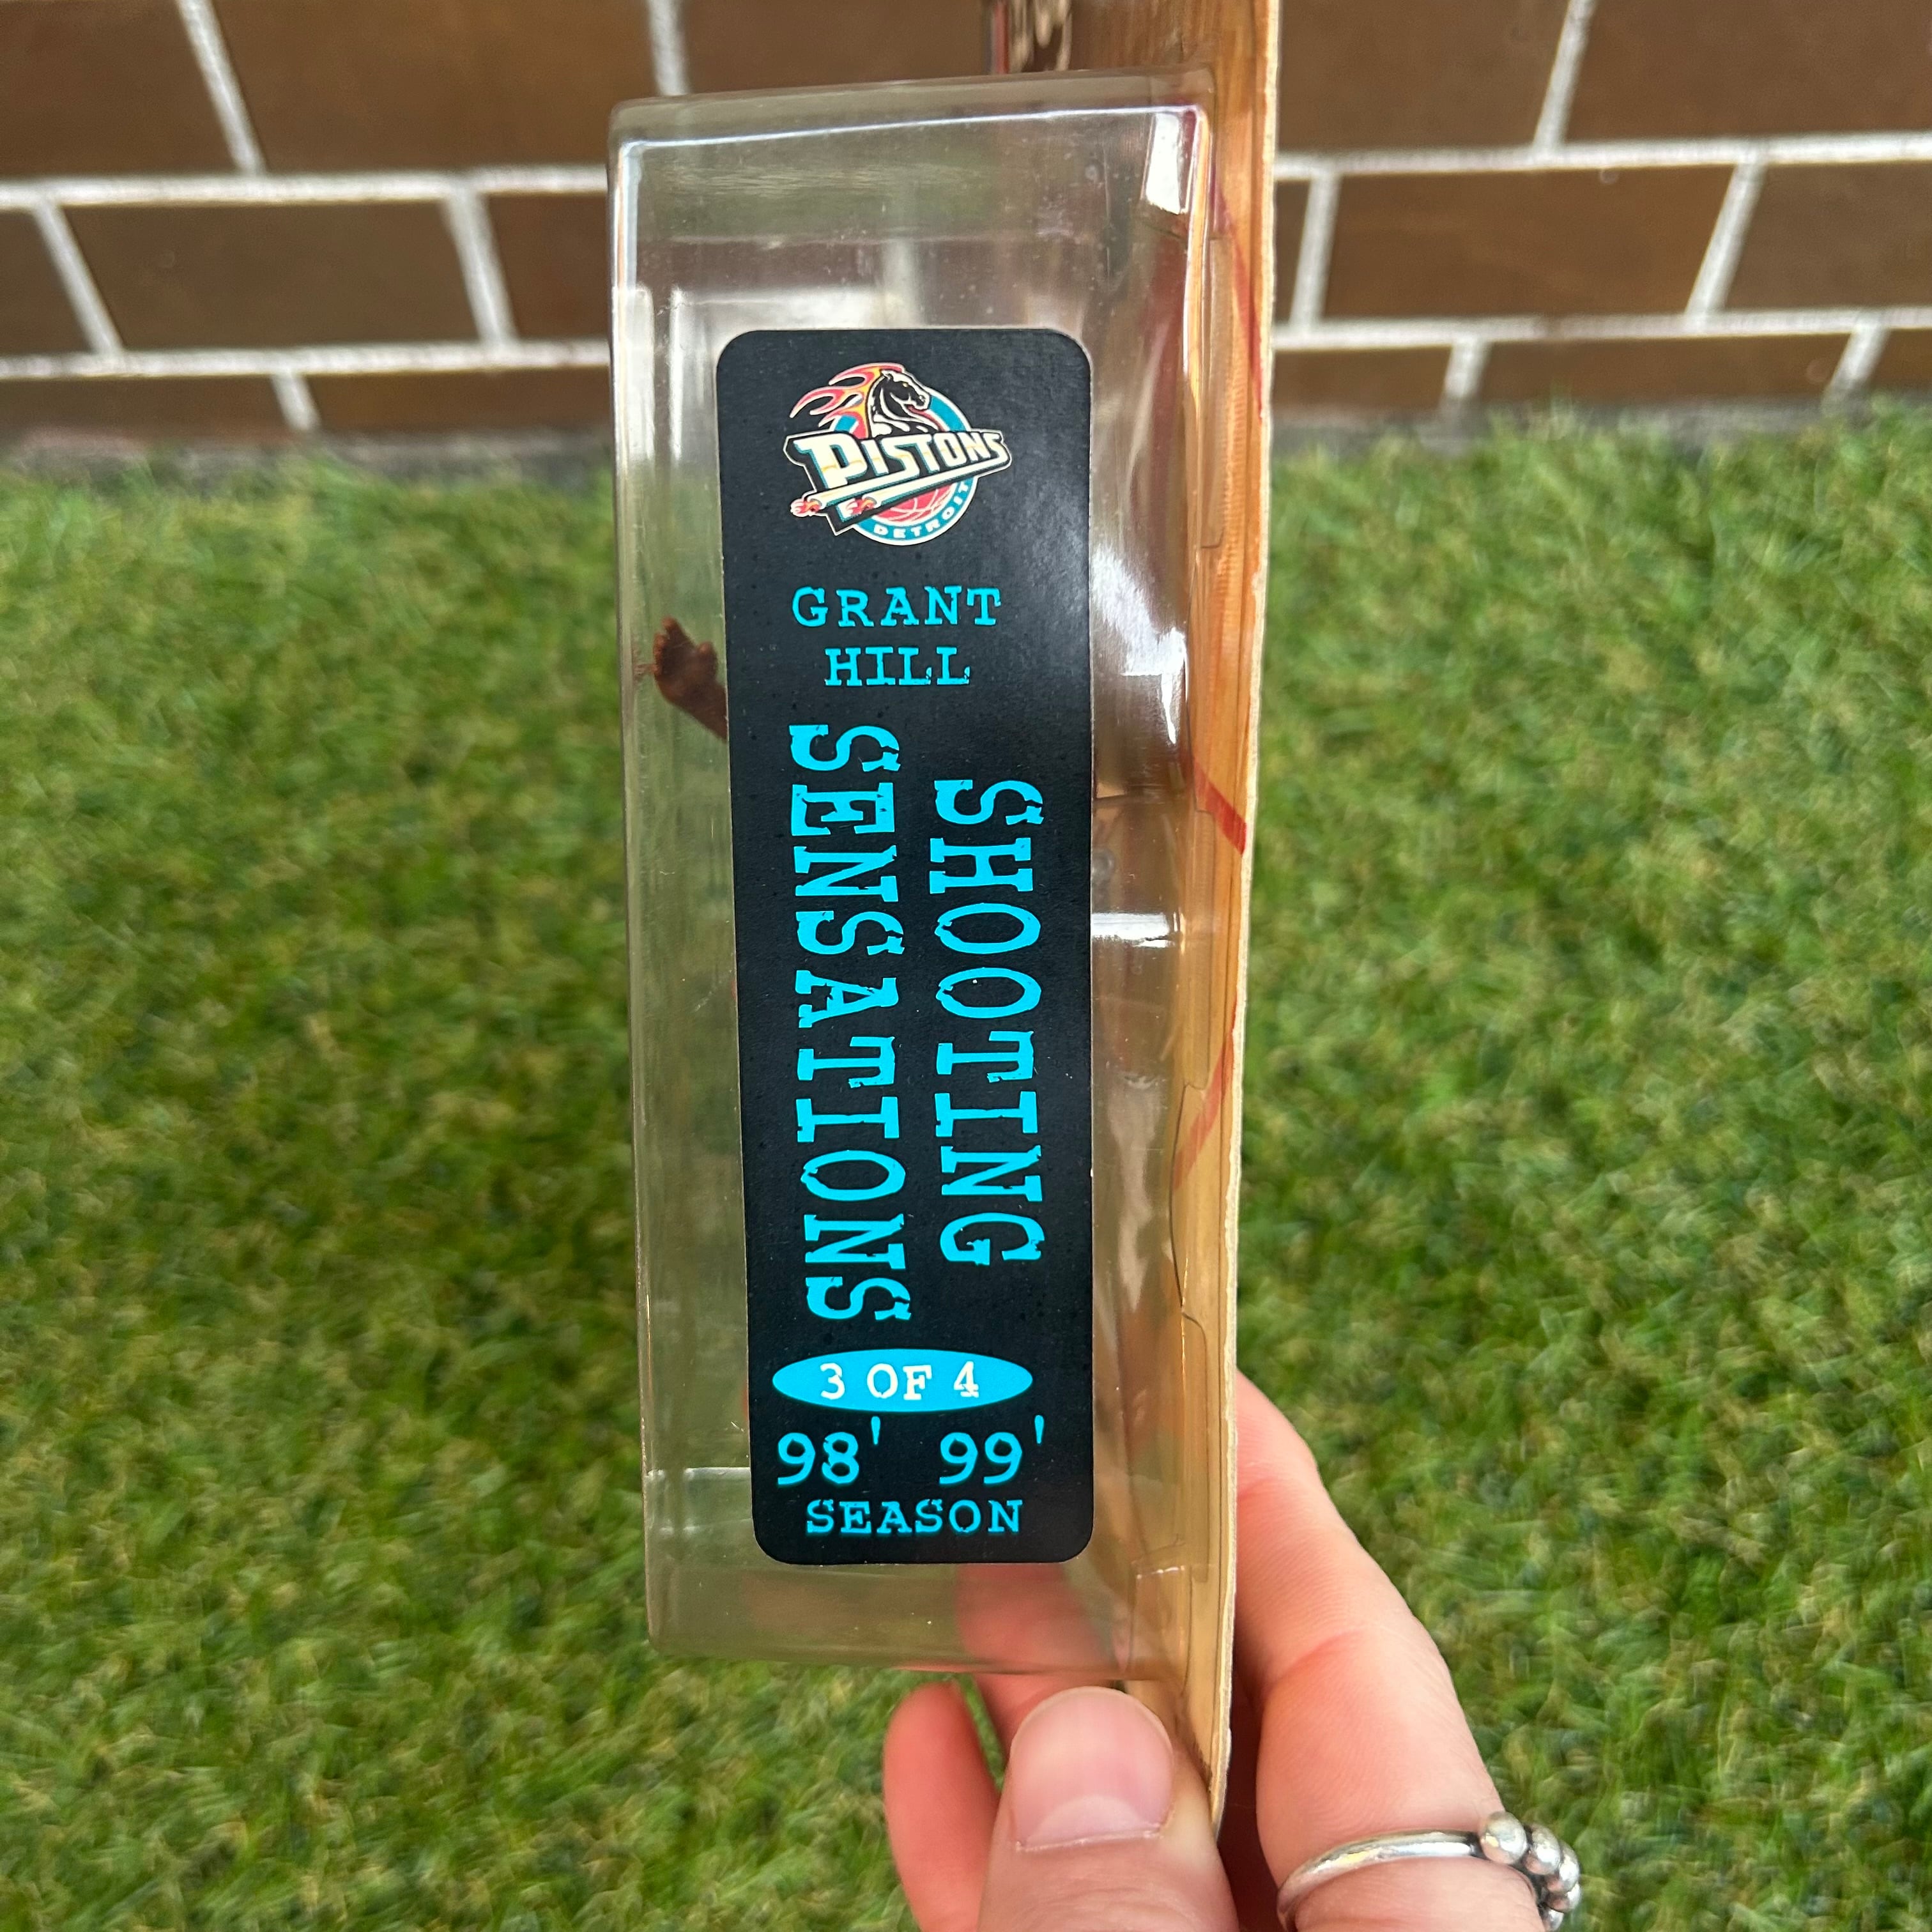 PISTONS
DETROIT
GRANT
HILL
SHOOTING
SENSATIONS
3 OF 4
98' 99'
SEASON